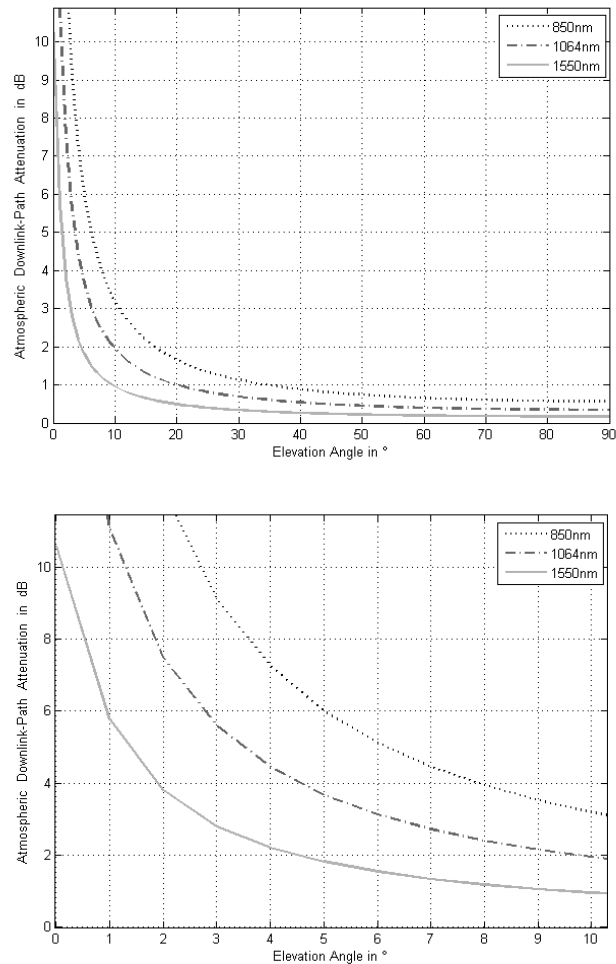 10
9
8
7
6
5
4
3
2
1
0
Atmospheric Downlink-Path Attenuation in dB
850nm
1064nm
1550nm
0 10 20 30 40 50 60 70 80 90
Elevation Angle in °
10
8
6
4
2
0
Atmospheric Downlink-Path Attenuation in dB
850nm
1064nm
1550nm
0 1 2 3 4 5 6 7 8 9 10
Elevation Angle in °